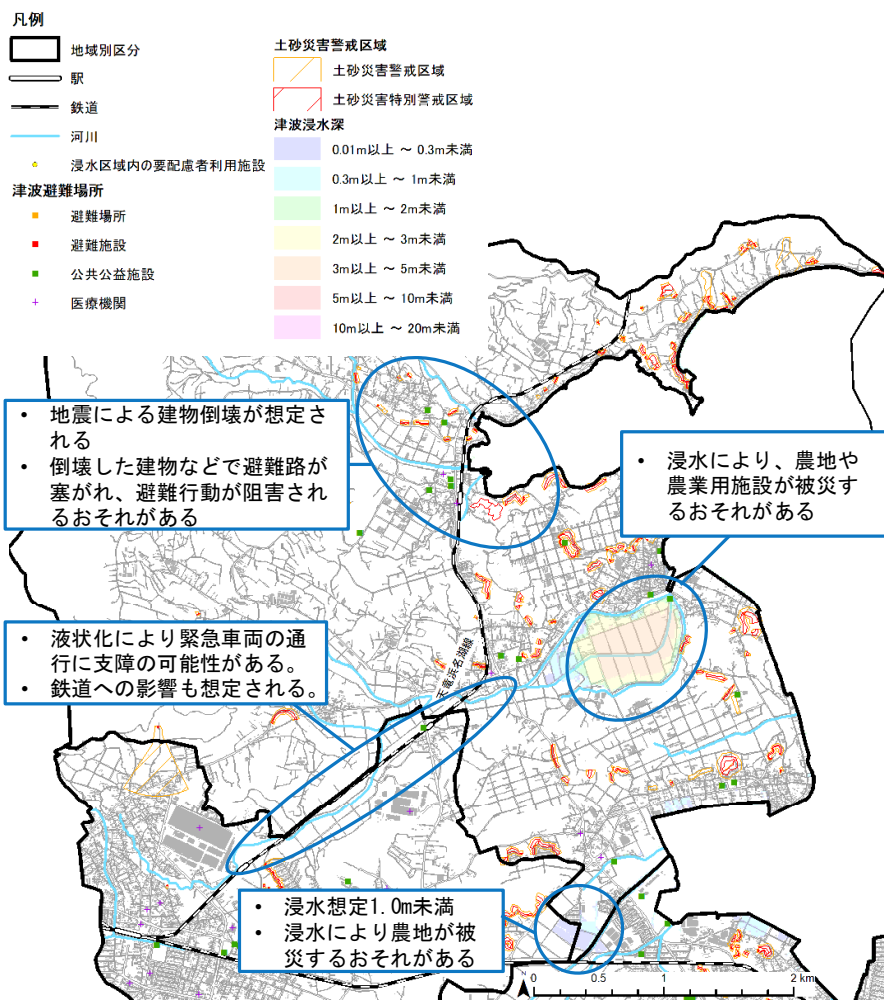 凡例
地域別区分
駅
鉄道
河川
浸水区域内の要配慮者利用施設
津波避難場所
避難場所
避難施設
公共公益施設
医療機関
土砂災害警戒区域
土砂災害警戒区域
土砂災害特別警戒区域
津波浸水深
0.01m以上 ~ 0.3m未満
0.3m以上 ~ 1m未満
1m以上 ~ 2m未満
2m以上 ~ 3m未満
3m以上 ~ 5m未満
5m以上 ~ 10m未満
10m以上 ~ 20m未満
• 地震による建物倒壊が想定さ
れる
• 倒壊した建物などで避難路が
塞がれ、避難行動が阻害され
るおそれがある
• 浸水により、農地や
農業用施設が被災す
るおそれがある
• 液状化により緊急車両の通
行に支障の可能性がある。
• 鉄道への影響も想定される。
天竜浜名湖線
• 浸水想定1.0m未満
• 浸水により農地が被
災するおそれがある
0 0.5 1 2 km